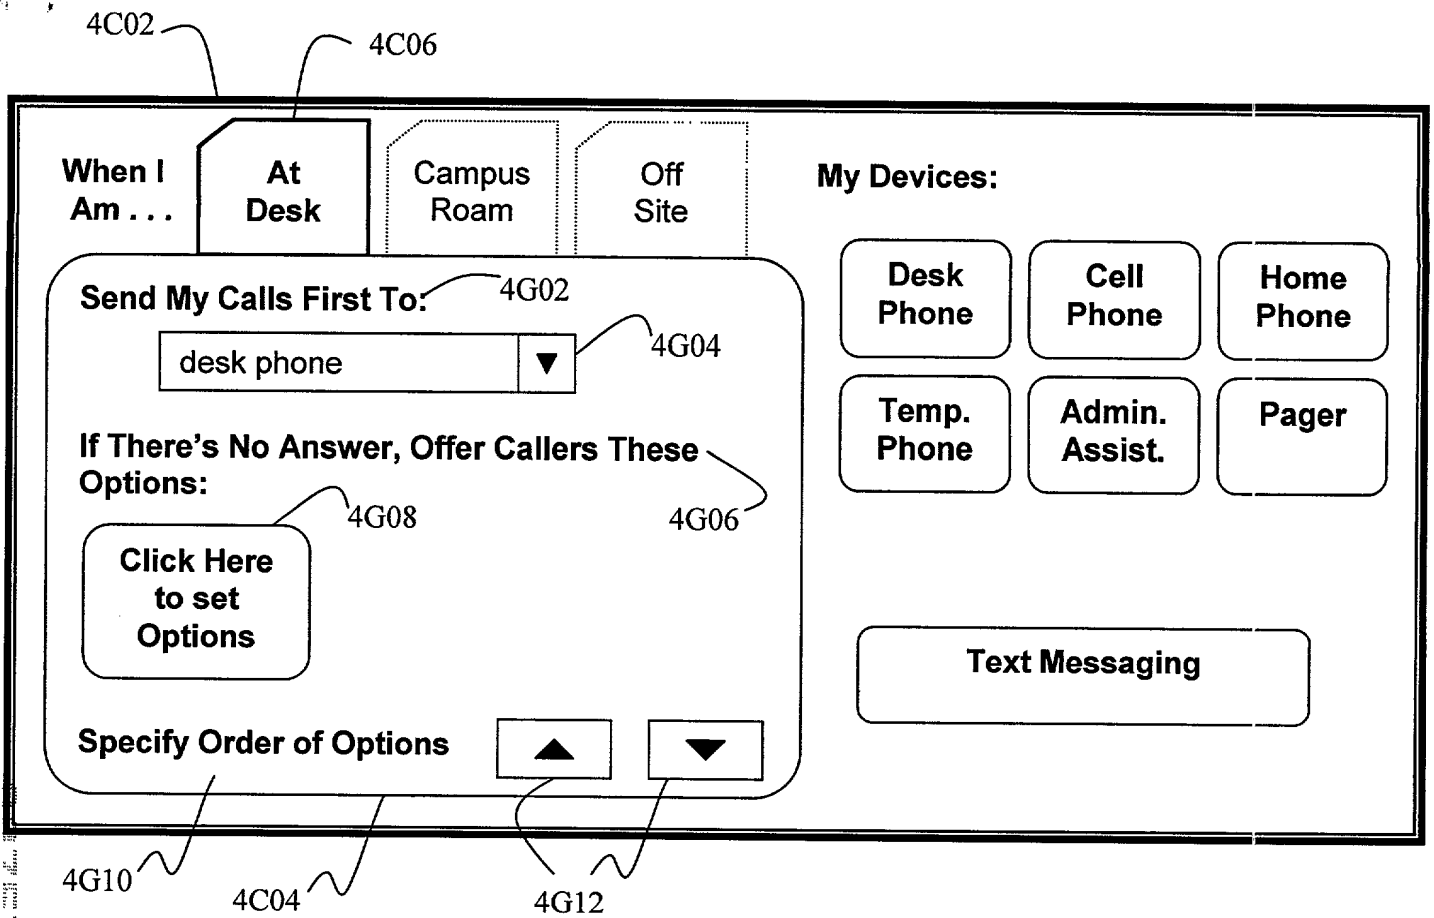 4C02
4C06
When I
Am . . .
At
Desk
Campus
Roam
Off
Site
My Devices:
Send My Calls First To:
4G02
desk phone
4G04
If There's No Answer, Offer Callers These
Options:
4G08
4G06
Click Here
to set
Options
Specify Order of Options
Desk
Phone
Cell
Phone
Home
Phone
Temp.
Phone
Admin.
Assist.
Pager
Text Messaging
4G10
4C04
4G12